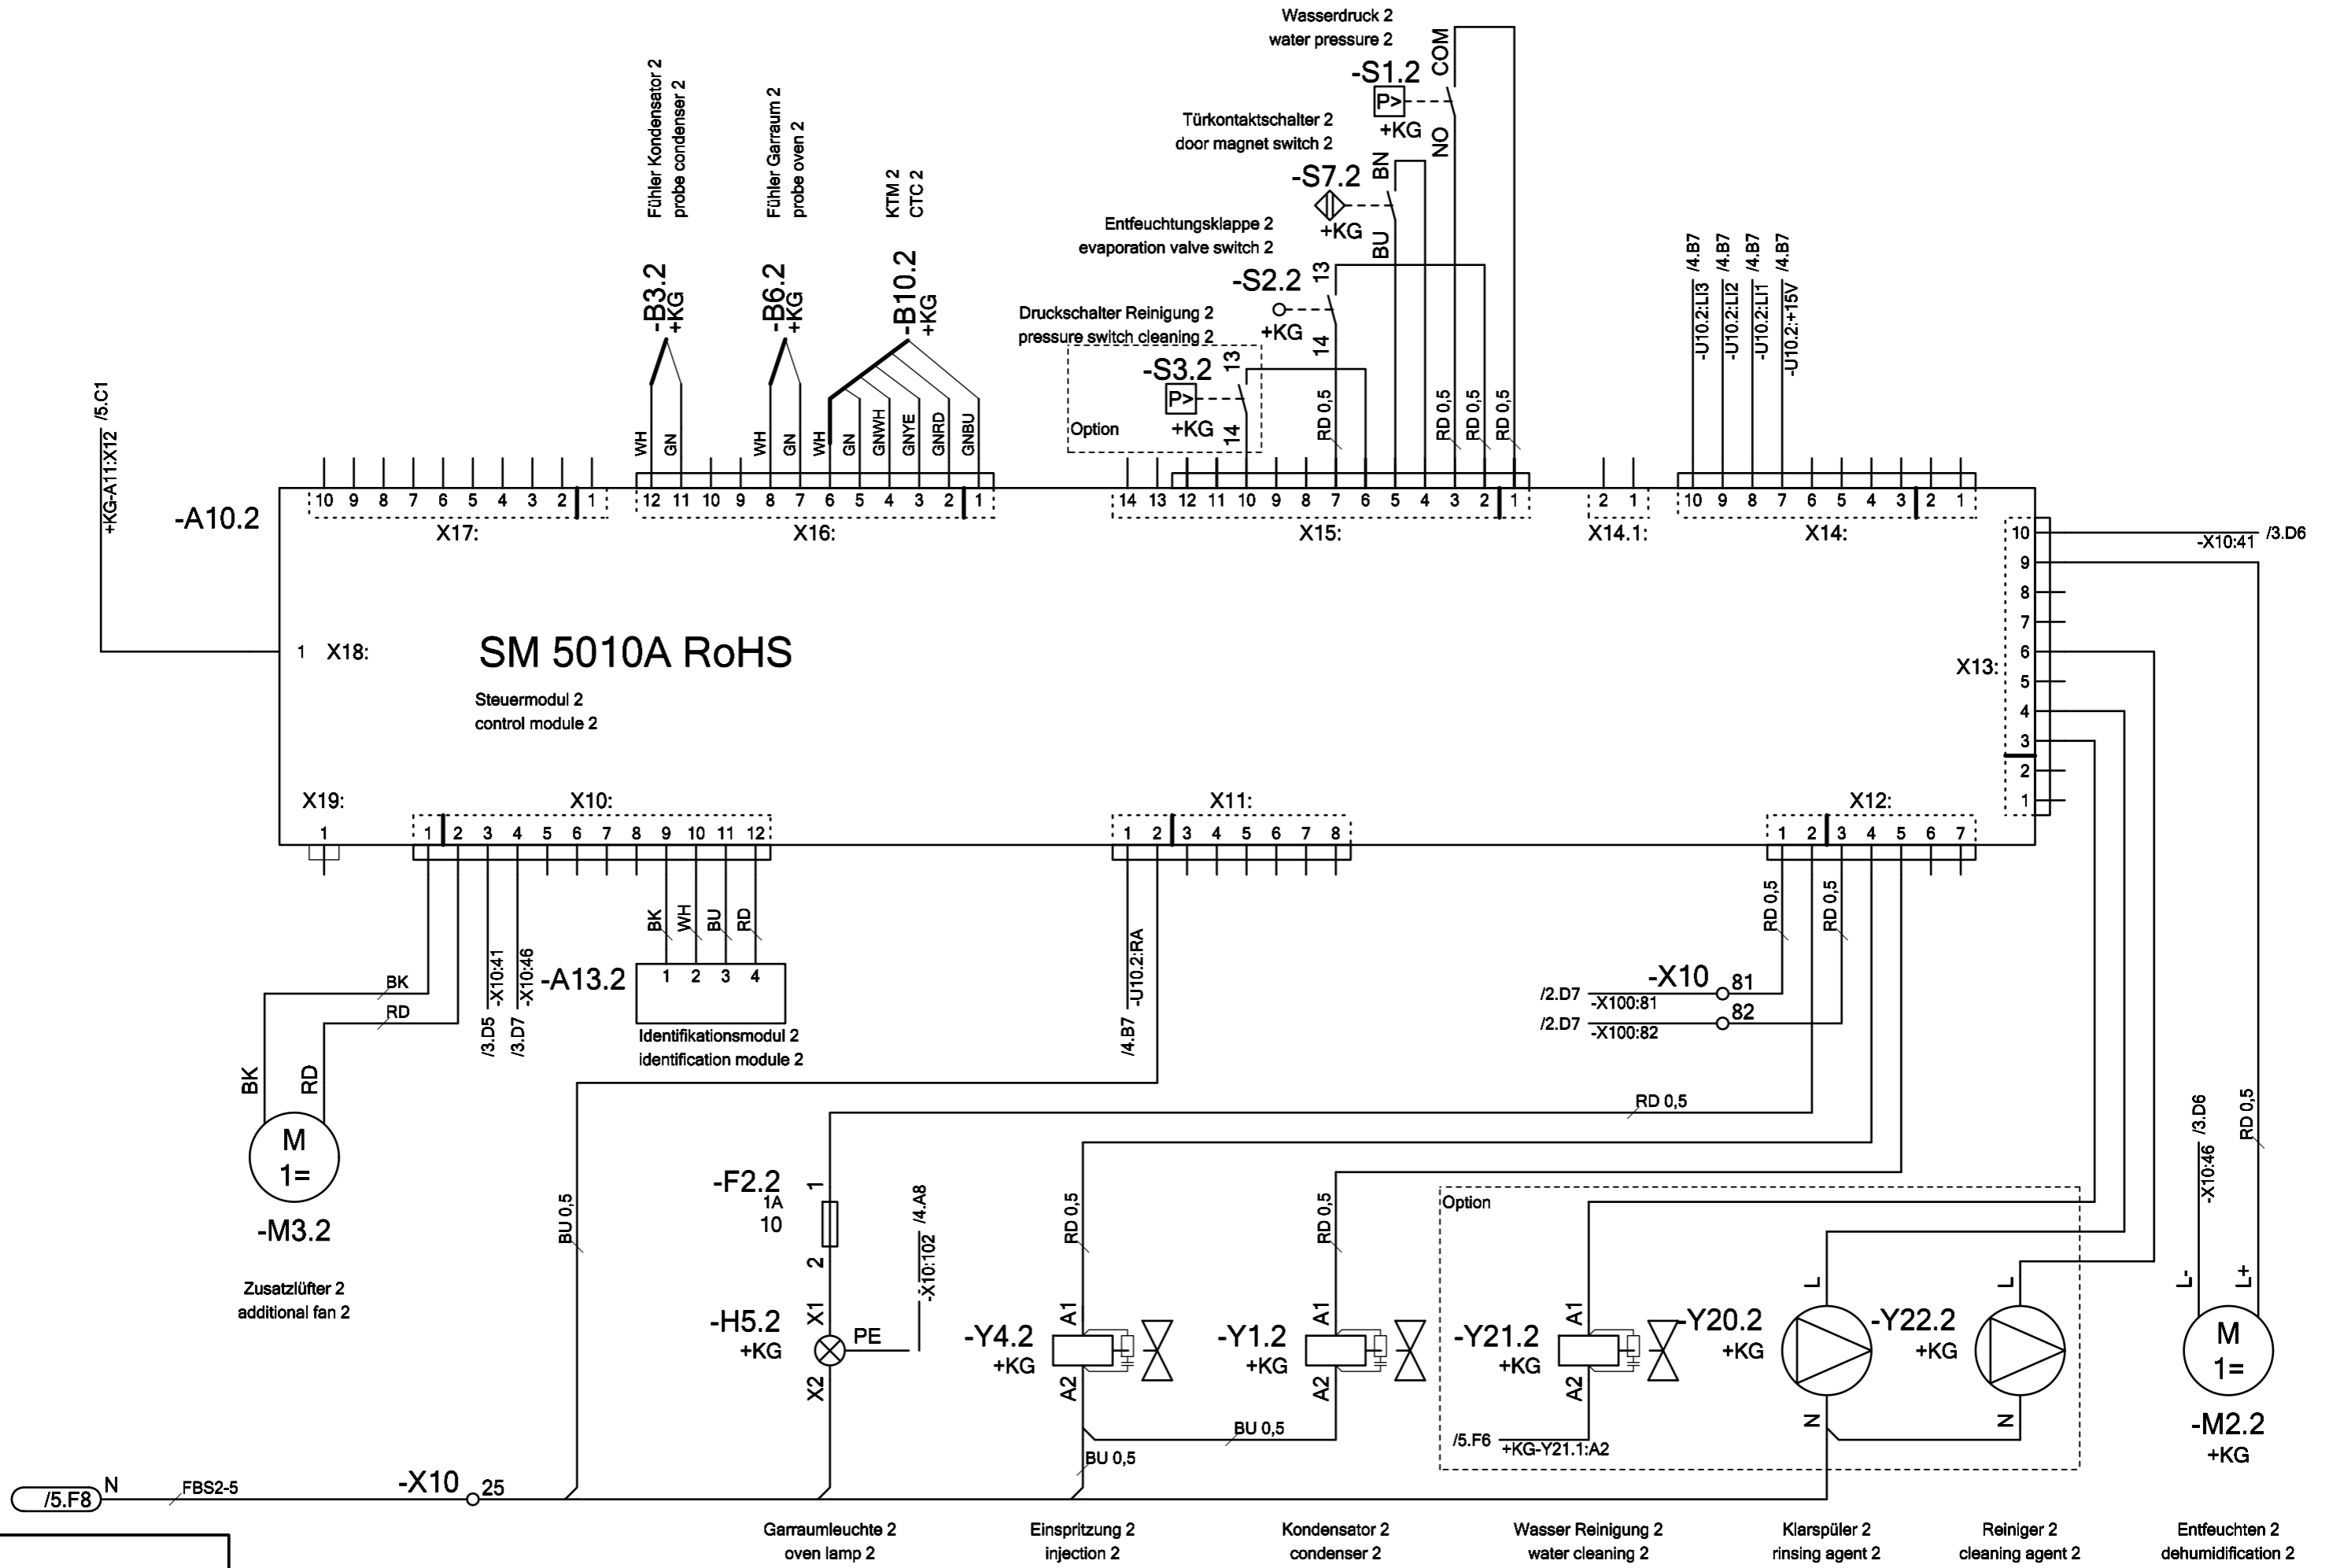 Wasserdruck 2
water pressure 2
-S1.2
P>
+KG
COM
NO
Türkontaktschalter 2
door magnet switch 2
-S7.2
+KG
BN
BU
Entfeuchtungsklappe 2
evaporation valve switch 2
-S2.2
+KG
13
14
Druckschalter Reinigung 2
pressure switch cleaning 2
-S3.2
P>
+KG
13
14
Option
RD 0,5
RD 0,5
RD 0,5
RD 0,5
Fühler Kondensator 2
probe condenser 2
-B3.2
+KG
WH
GN
Fühler Garraum 2
probe oven 2
-B6.2
+KG
WH
GN
KTM 2
CTC 2
-B10.2
+KG
WH
GN
GNWH
GNYE
GNRD
GNBU
/4.B7
-U10.2:LI3
/4.B7
-U10.2:LI2
/4.B7
-U10.2:LI1
/4.B7
-U10.2:+15V
/5.C1
+KG-A11:X12
-A10.2
10 9 8 7 6 5 4 3 2 1
X17:
12 11 10 9 8 7 6 5 4 3 2 1
X16:
14 13 12 11 10 9 8 7 6 5 4 3 2 1
X15:
2 1
X14.1:
10 9 8 7 6 5 4 3 2 1
X14:
10
9
8
7
6
5
4
3
2
1
X13:
-X10:41
/3.D6
1 X18:
SM 5010A RoHS
Steuermodul 2
control module 2
X19:
1
X10:
1 2 3 4 5 6 7 8 9 10 11 12
X11:
1 2 3 4 5 6 7 8
X12:
1 2 3 4 5 6 7
BK
RD
BK
RD
M
1=
-M3.2
Zusatzlüfter 2
additional fan 2
/3.D5
-X10:41
/3.D7
-X10:46
BK
WH
BU
RD
-A13.2
1 2 3 4
Identifikationsmodul 2
identification module 2
/4.B7
-U10.2:RA
RD 0,5
RD 0,5
/2.D7
-X100:81
-X10
81
/2.D7
-X100:82
82
RD 0,5
BU 0,5
-F2.2
1A
10
1
2
-H5.2
+KG
X1
X2
PE
/4.A8
-X10:102
RD 0,5
-Y4.2
+KG
A1
A2
BU 0,5
RD 0,5
-Y1.2
+KG
A1
A2
BU 0,5
Option
-Y21.2
+KG
A1
A2
/5.F6
+KG-Y21.1:A2
-Y20.2
+KG
L
N
-Y22.2
+KG
L
N
/3.D6
-X10:46
RD 0,5
L-
L+
M
1=
-M2.2
+KG
/5.F8
N
FBS2-5
-X10
25
Garraumleuchte 2
oven lamp 2
Einspritzung 2
injection 2
Kondensator 2
condenser 2
Wasser Reinigung 2
water cleaning 2
Klarspüler 2
rinsing agent 2
Reiniger 2
cleaning agent 2
Entfeuchten 2
dehumidification 2